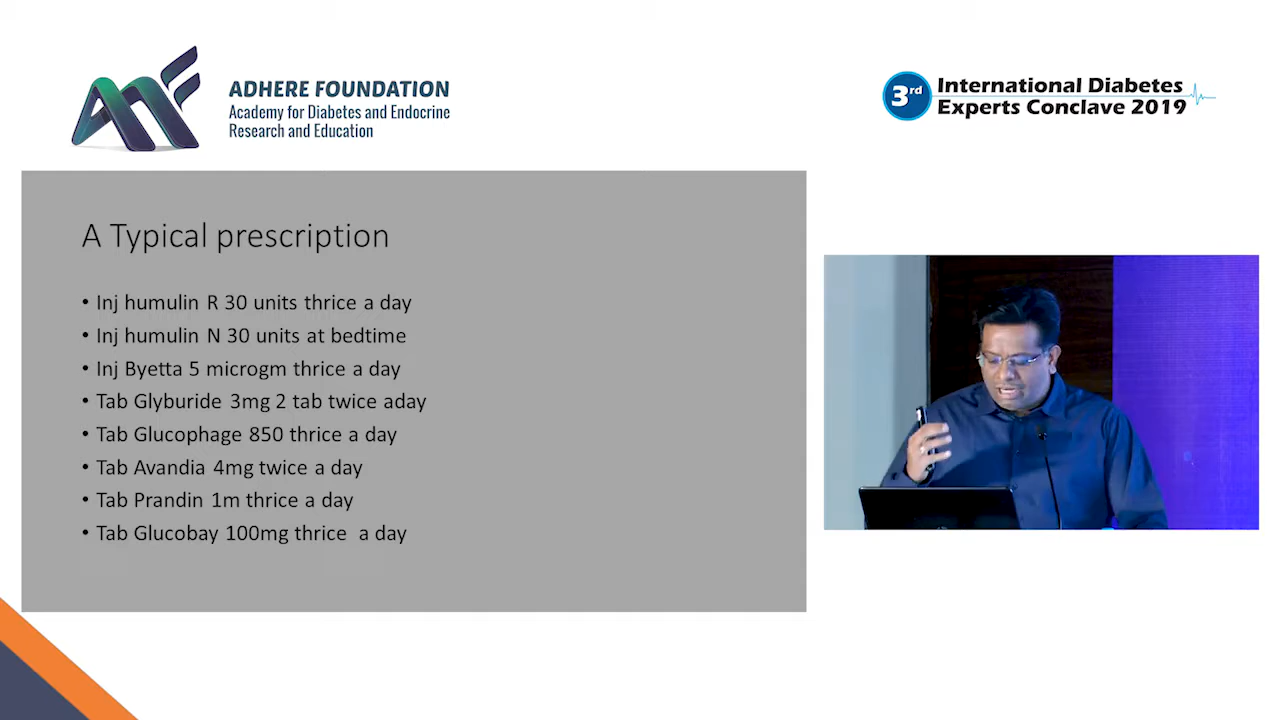 ADHERE FOUNDATION
Academy for Diabetes and Endocrine
Research and Education
3rd
International Diabetes
Experts Conclave 2019
A Typical prescription
• Inj humulin R 30 units thrice a day
• Inj humulin N 30 units at bedtime
• Inj Byetta 5 microgm thrice a day
• Tab Glyburide 3mg 2 tab twice aday
• Tab Glucophage 850 thrice a day
• Tab Avandia 4mg twice a day
• Tab Prandin 1m thrice a day
• Tab Glucobay 100mg thrice a day